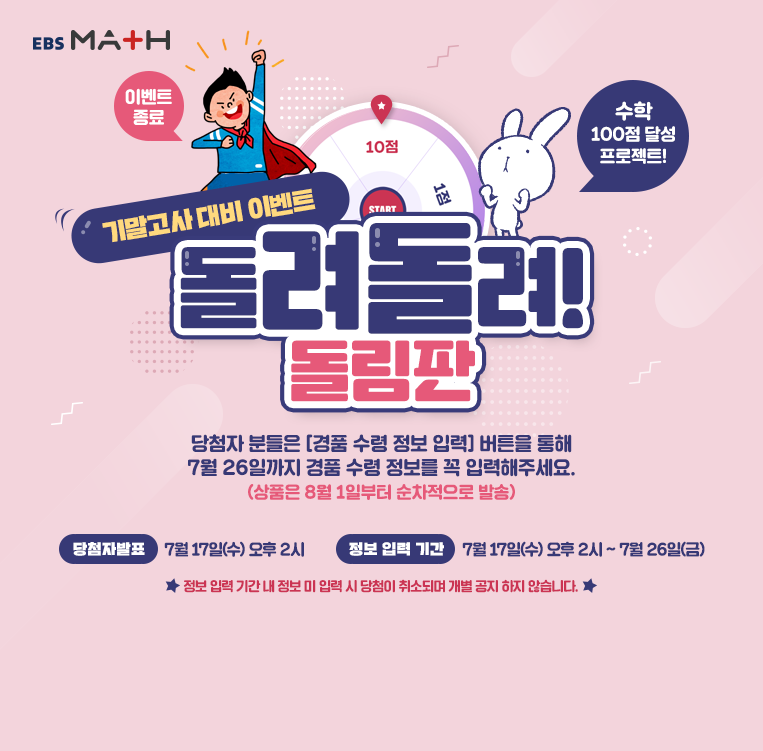 EBS MATH
이벤트
종료
수학
100점 달성
프로젝트!
10점
1점
START
기말고사 대비 이벤트
돌려돌려!
돌림판
당첨자 분들은 [경품 수령 정보 입력] 버튼을 통해
7월 26일까지 경품 수령 정보를 꼭 입력해주세요.
(상품은 8월 1일부터 순차적으로 발송)
당첨자발표 7월 17일(수) 오후 2시
정보 입력 기간 7월 17일(수) 오후 2시 ~ 7월 26일(금)
정보 입력 기간 내 정보 미 입력 시 당첨이 취소되며 개별 공지 하지 않습니다.